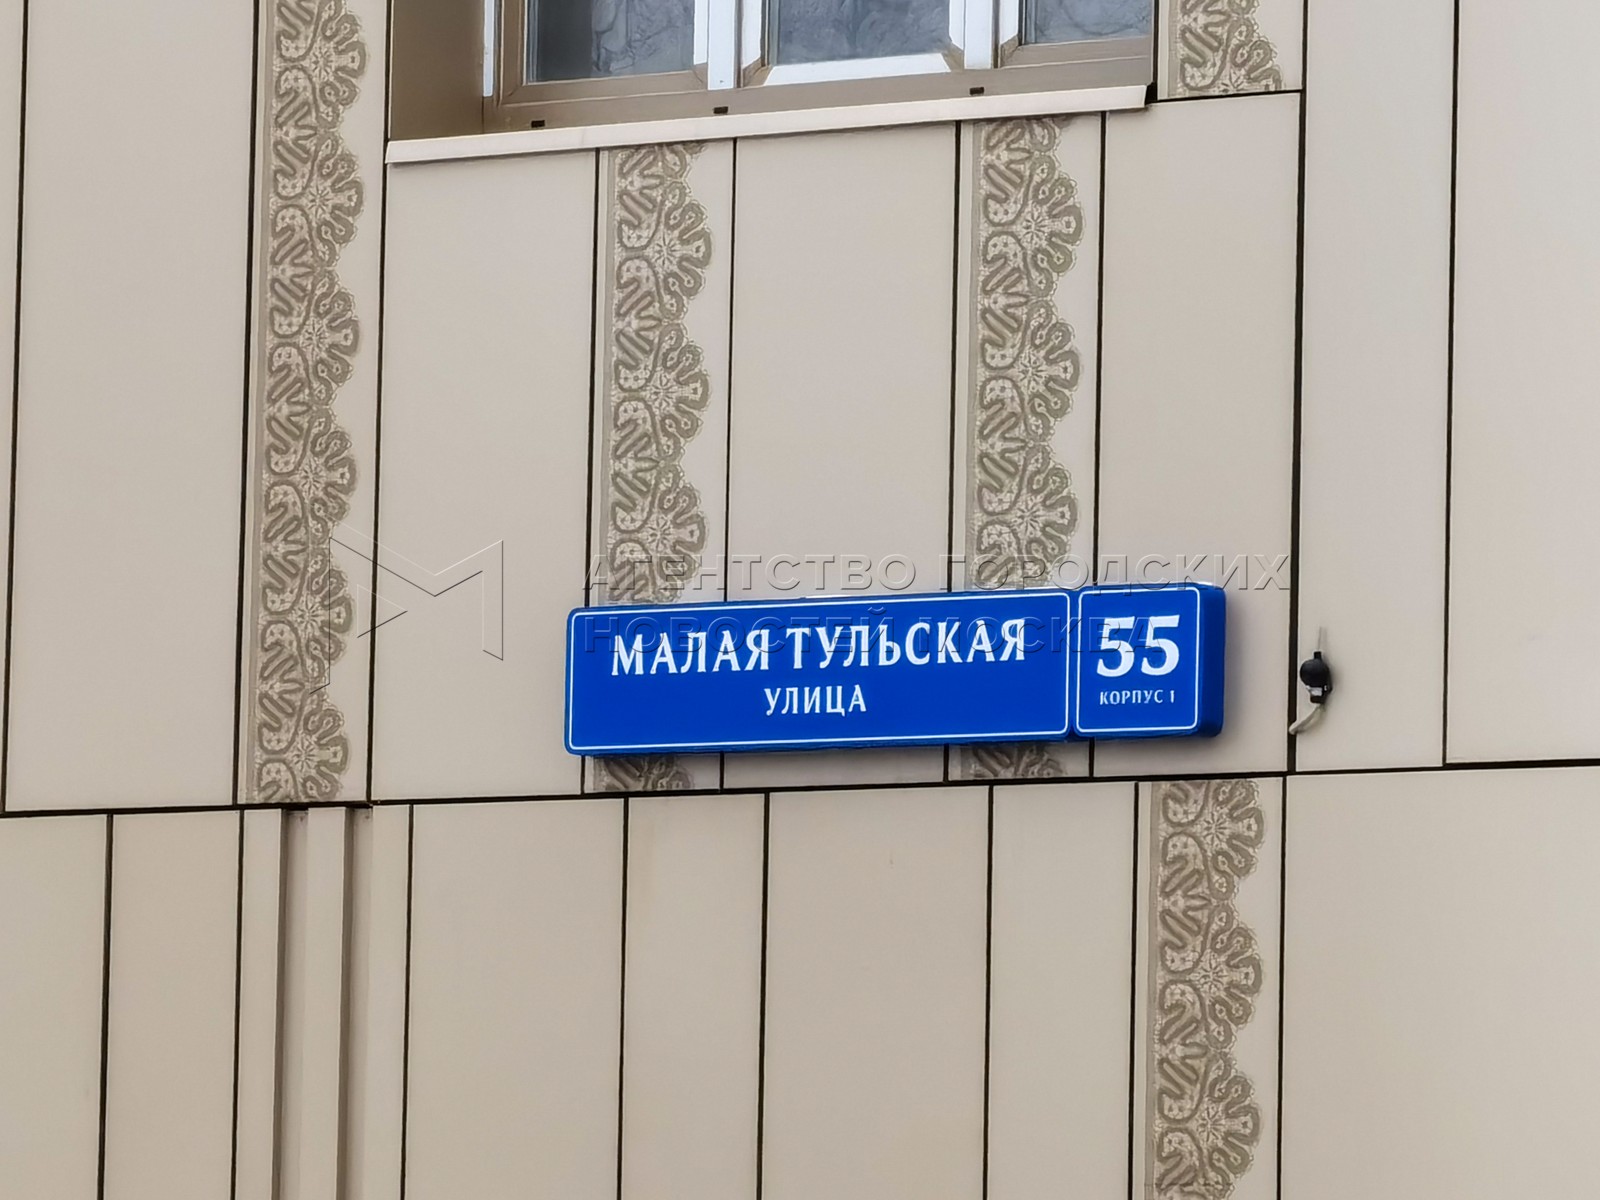 АГЕНТСТВО ГОРОДСКИХ
НОВОСТЕЙ МОСКВА
МАЛАЯ ТУЛЬСКАЯ
УЛИЦА
55
КОРПУС 1